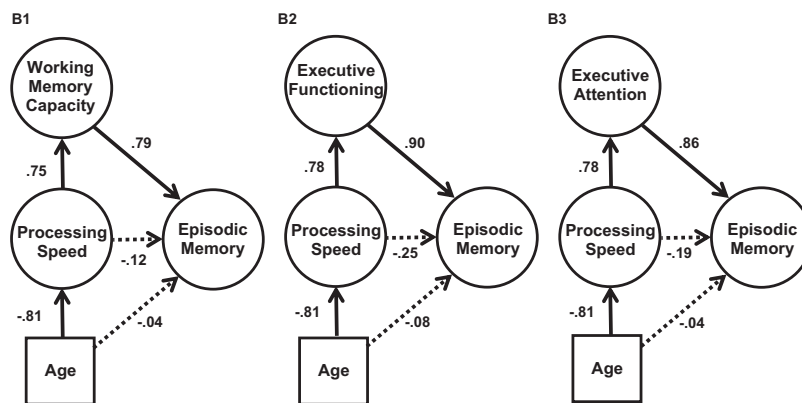 B1
Working
Memory
Capacity
.79
.75
Processing
Speed
Episodic
Memory
-.12
-.81
-.04
Age
B2
Executive
Functioning
.90
.78
Processing
Speed
Episodic
Memory
-.25
-.81
-.08
Age
B3
Executive
Attention
.86
.78
Processing
Speed
Episodic
Memory
-.19
-.81
-.04
Age